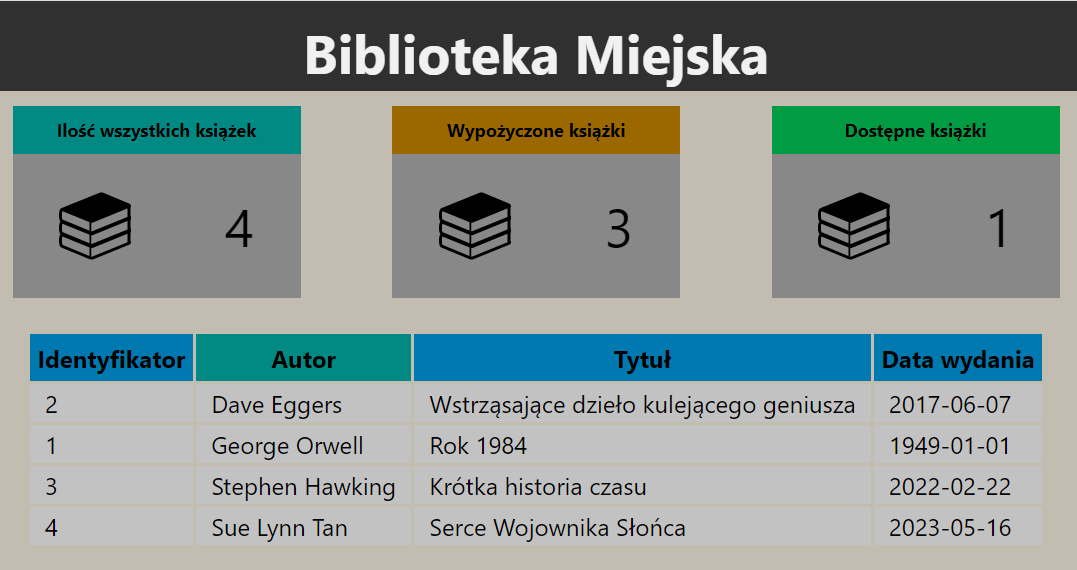 Biblioteka Miejska
Ilość wszystkich książek
4
Wypożyczone książki
3
Dostępne książki
1
Identyfikator Autor Tytuł Data wydania
2 Dave Eggers Wstrząsające dzieło kulejącego geniusza 2017-06-07
1 George Orwell Rok 1984 1949-01-01
3 Stephen Hawking Krótka historia czasu 2022-02-22
4 Sue Lynn Tan Serce Wojownika Słońca 2023-05-16